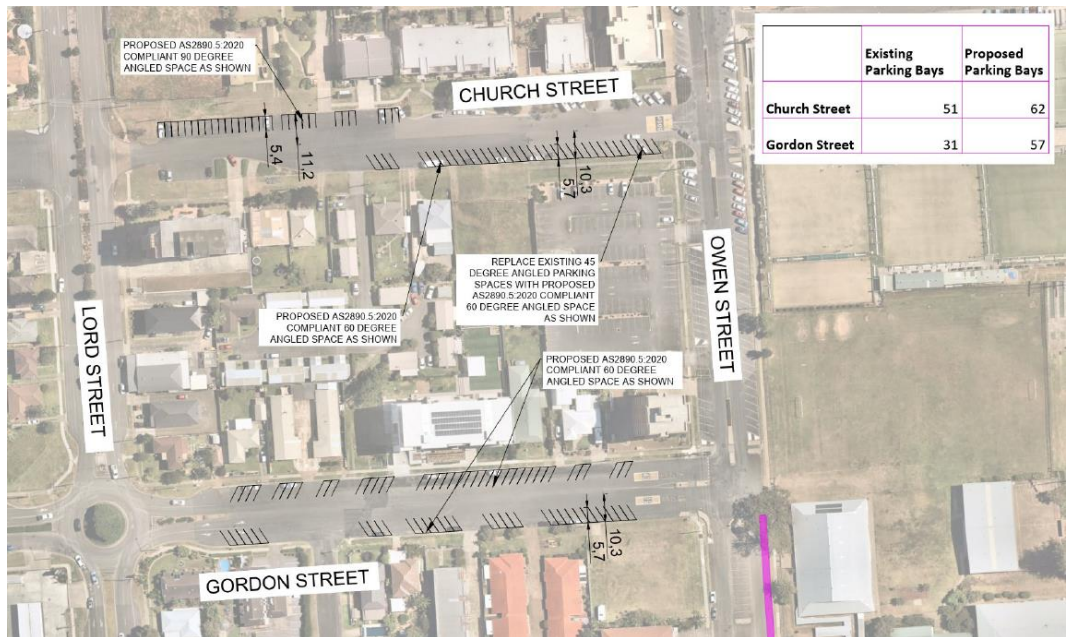 PROPOSED AS2890.5:2020
COMPLIANT 90 DEGREE
ANGLED SPACE AS SHOWN
CHURCH STREET
Existing Parking Bays
Proposed Parking Bays
Church Street 51 62
Gordon Street 31 57
5,4
11,2
10,3
5,7
REPLACE EXISTING 45
DEGREE ANGLED PARKING
SPACES WITH PROPOSED
AS2890.5:2020 COMPLIANT
60 DEGREE ANGLED SPACE
AS SHOWN
OWEN STREET
LORD STREET
PROPOSED AS2890.5:2020
COMPLIANT 60 DEGREE
ANGLED SPACE AS SHOWN
PROPOSED AS2890.5:2020
COMPLIANT 60 DEGREE
ANGLED SPACE AS SHOWN
10,3
5,7
GORDON STREET